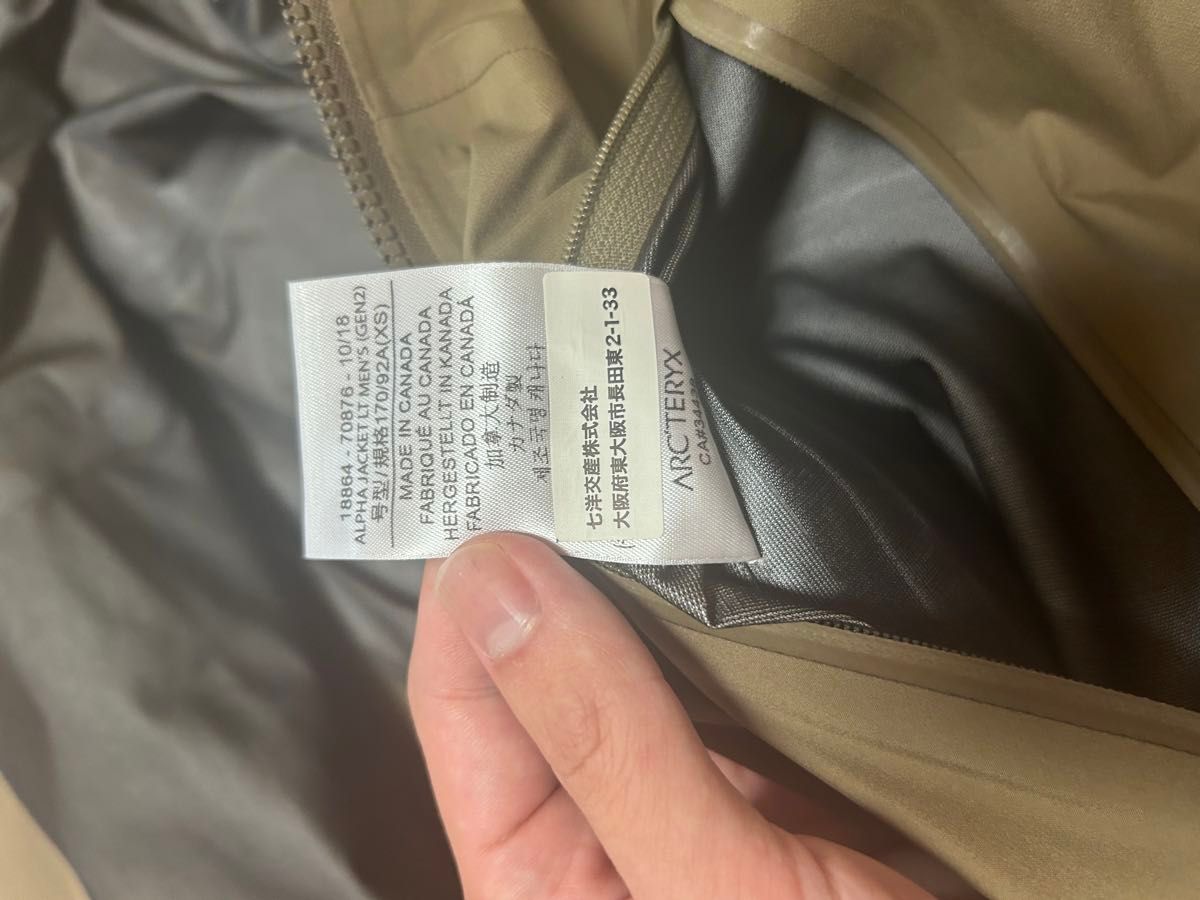 18864 - 70876 - 10/18
ALPHA JACKET LT MEN'S (GEN2)
号型/規格170/92A(XS)
MADE IN CANADA
FABRIQUÉ AU CANADA
HERGESTELLT IN KANADA
FABRICADO EN CANADÁ
加拿大制造
カナダ製
제조국명 캐나다
七洋交産株式会社
大阪府東大阪市長田東2-1-33
ARC'TERYX